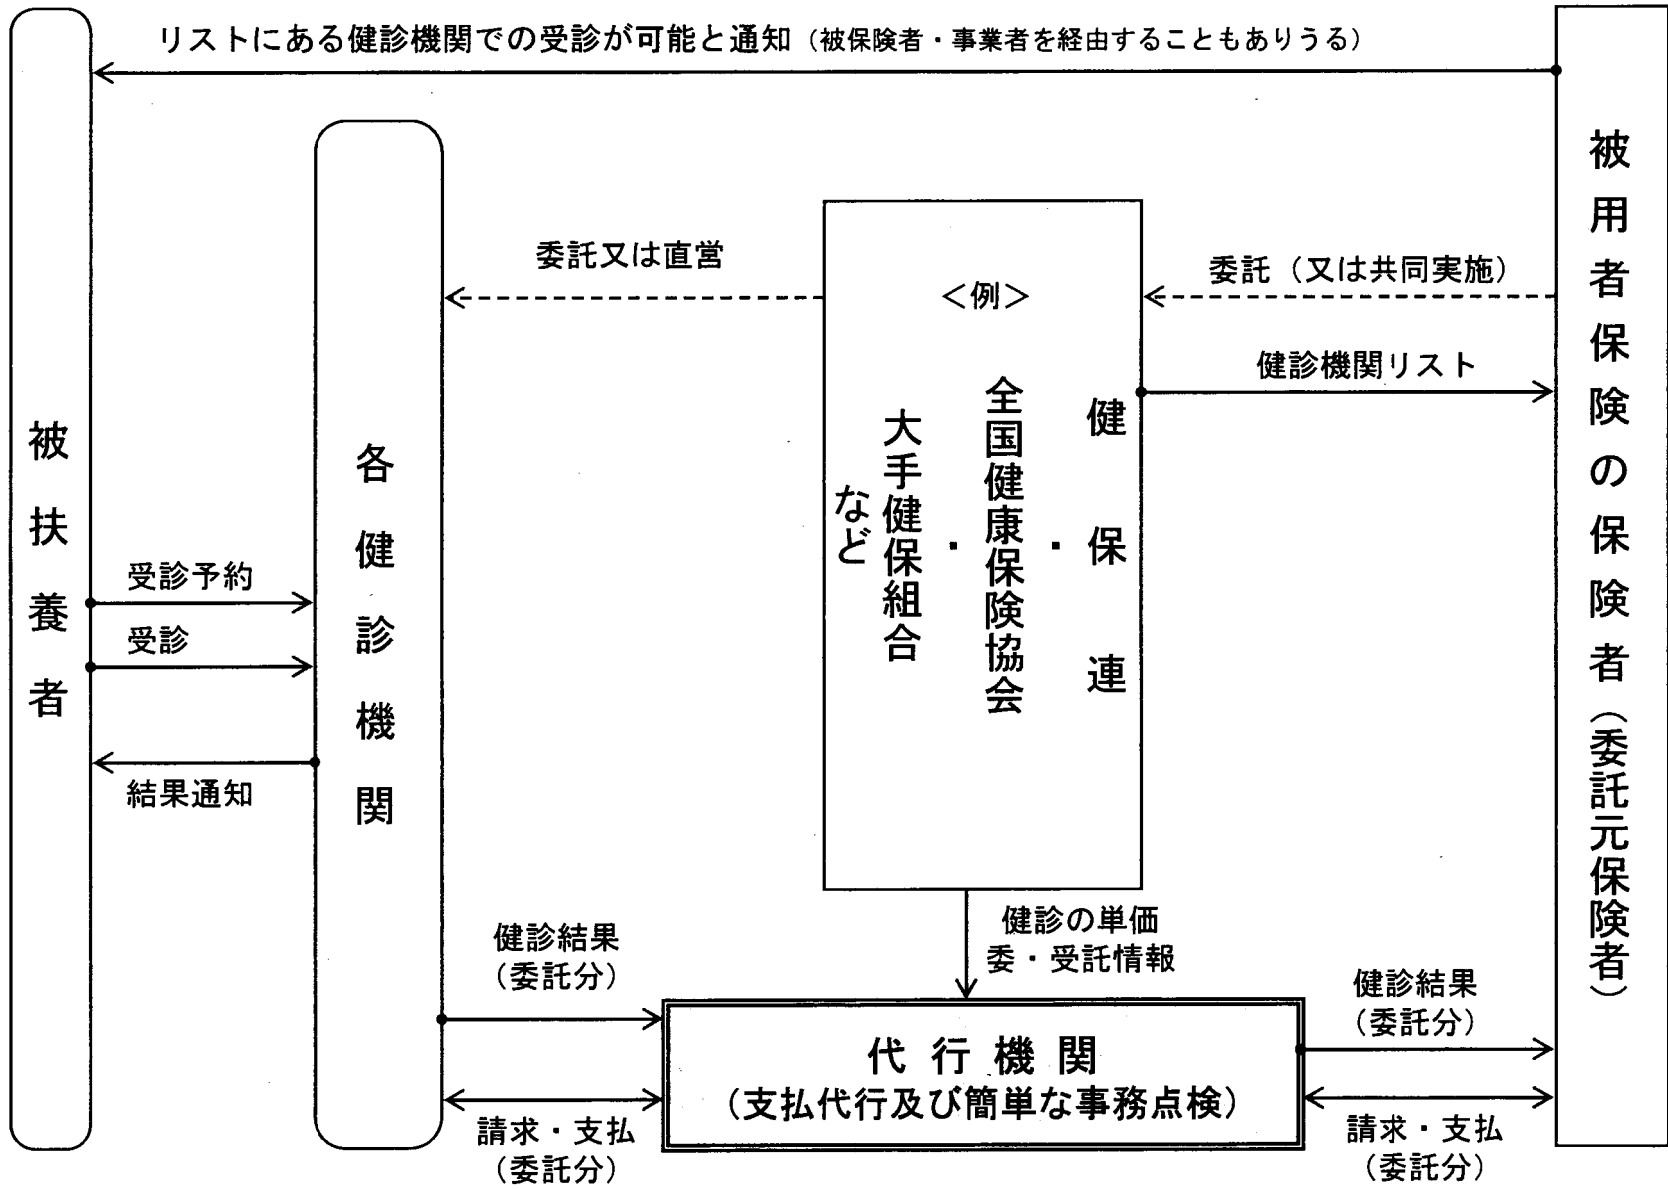 リストにある健診機関での受診が可能と通知（被保険者・事業者を経由することもありうる）
被扶養者
各健診機関
委託又は直営
＜例＞
健保連
・
全国健康保険協会
・
大手健保組合
など
委託（又は共同実施）
健診機関リスト
被用者保険の保険者（委託元保険者）
受診予約
受診
結果通知
健診の単価
委・受託情報
健診結果
（委託分）
代行機関
（支払代行及び簡単な事務点検）
健診結果
（委託分）
請求・支払
（委託分）
請求・支払
（委託分）